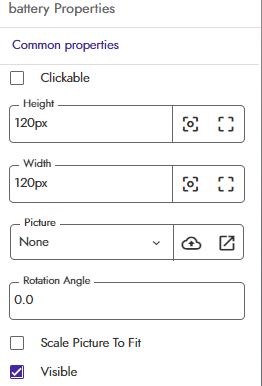 battery Properties
Common properties
Clickable
Height
120px
Width
120px
Picture
None
Rotation Angle
0.0
Scale Picture To Fit
Visible